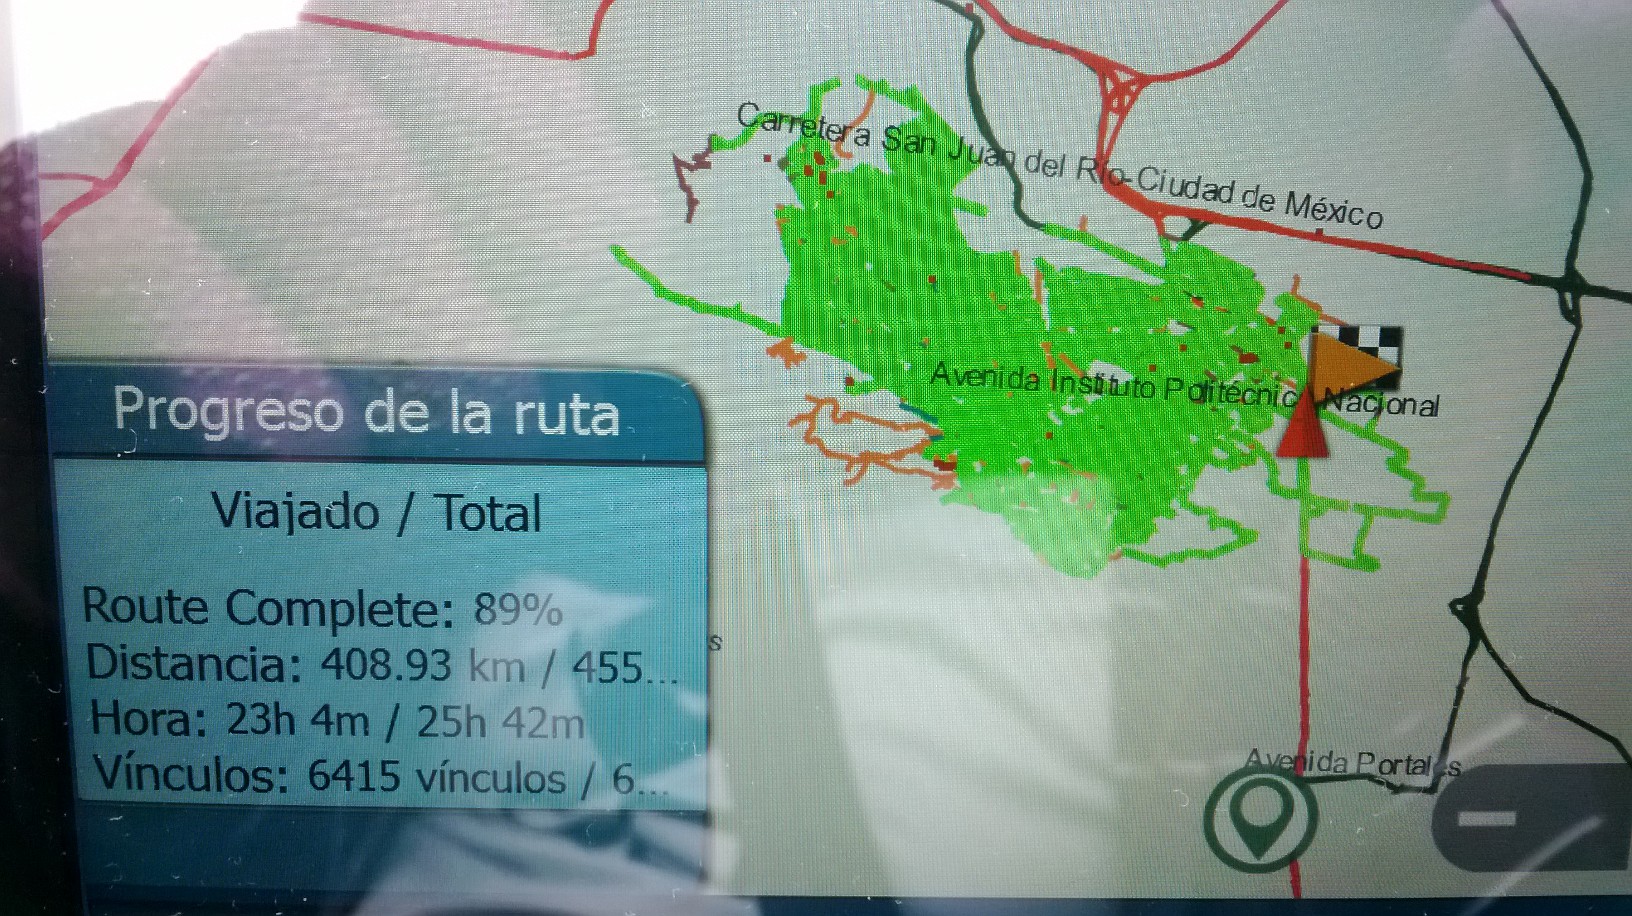 Carretera San Juan del Río-Ciudad de México
Avenida Instituto Politécnic Nacional
Progreso de la ruta
Viajado / Total
Route Complete: 89%
Distancia: 408.93 km / 455...
Hora: 23h 4m / 25h 42m
Vínculos: 6415 vínculos / 6...
s
Avenida Portales